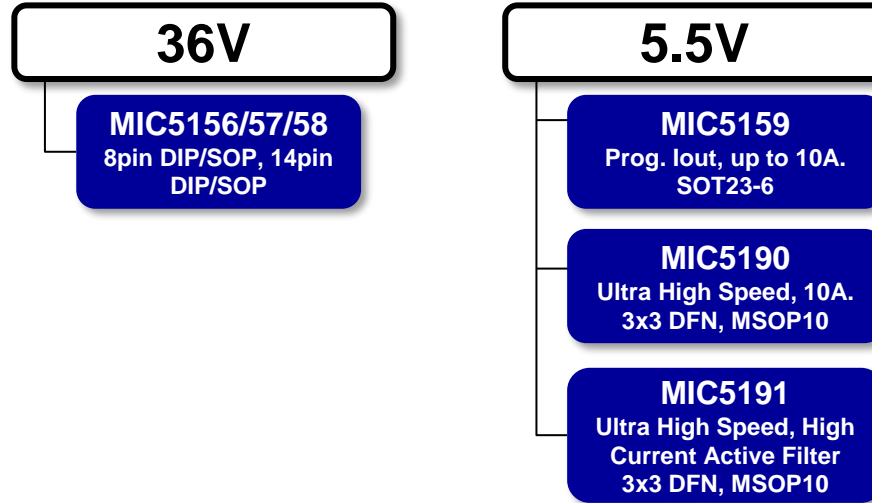 36V
MIC5156/57/58
8pin DIP/SOP, 14pin
DIP/SOP
5.5V
MIC5159
Prog. Iout, up to 10A.
SOT23-6
MIC5190
Ultra High Speed, 10A.
3x3 DFN, MSOP10
MIC5191
Ultra High Speed, High
Current Active Filter
3x3 DFN, MSOP10